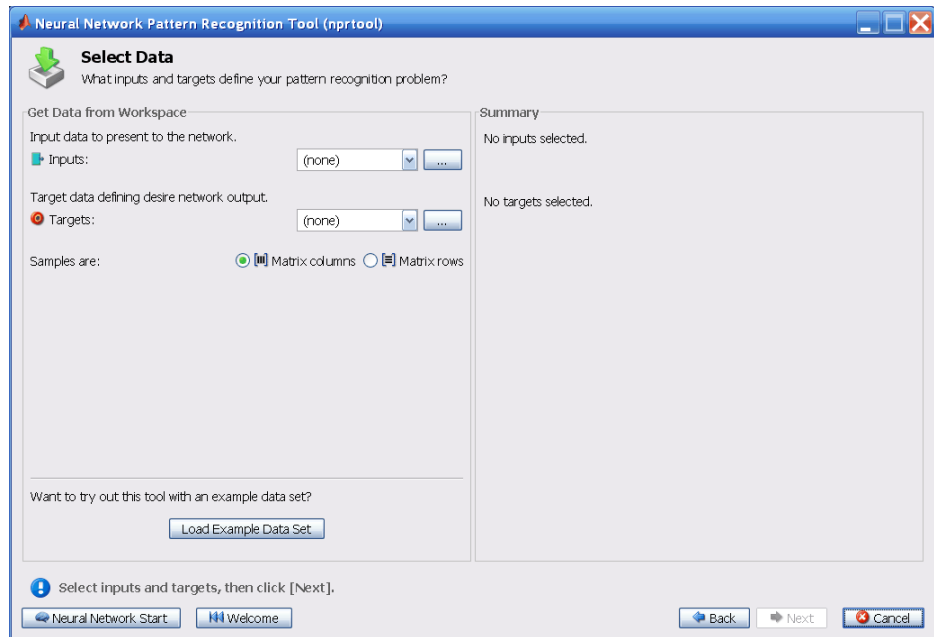 Neural Network Pattern Recognition Tool (nprtool)
Select Data
What inputs and targets define your pattern recognition problem?
Get Data from Workspace
Input data to present to the network.
Inputs: (none) ...
Target data defining desire network output.
Targets: (none) ...
Samples are: Matrix columns Matrix rows
Want to try out this tool with an example data set?
Load Example Data Set
Summary
No inputs selected.
No targets selected.
Select inputs and targets, then click [Next].
Neural Network Start Welcome Back Next Cancel